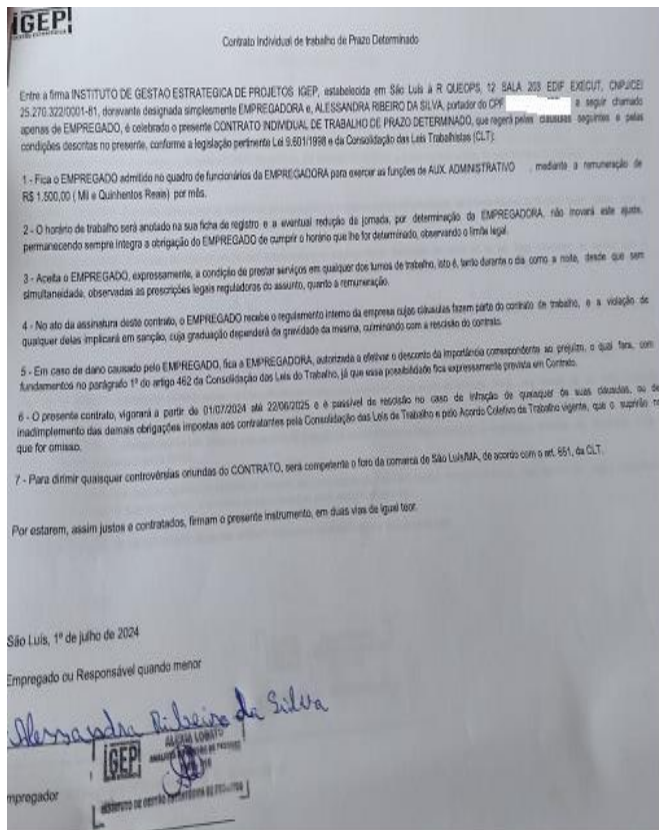 iGEP!
Contrato Individual de trabalho de Prazo Determinado
Entre a firma INSTITUTO DE GESTAO ESTRATEGICA DE PROJETOS IGEP, estabelecida em São Luis à R QUEOPS, 12 SALA 203 EDIF EXECUT, CNPJ/CEI
25.270.322/0001-81, doravante designada simplesmente EMPREGADORA e, ALESSANDRA RIBEIRO DA SILVA, portador do CPF a seguir chamado
apenas de EMPREGADO, é celebrado o presente CONTRATO INDIVIDUAL DE TRABALHO DE PRAZO DETERMINADO, que regerá pelas cláusulas seguintes e pelas
condições descontas no presente, conforme a legislação pertinente Lei 9.601/1998 e da Consolidação das Leis Trabalhistas (CLT):
1 - Fica o EMPREGADO admitido no quadro de funcionários da EMPREGADORA para exercer as funções de AUX. ADMINISTRATIVO , mediante a remuneração de
R$ 1.500,00 ( Mil e Quinhentos Reais) por mês.
2 - O horário de trabalho será anotado na sua ficha de registro e a eventual redução da jornada, por determinação da EMPREGADORA, não inovará este ajuste,
permanecendo sempre íntegra a obrigação do EMPREGADO de cumprir o horário que lhe for determinado, observando o limite legal.
3 - Aceita o EMPREGADO, expressamente, a condição de prestar serviços em qualquer dos turnos de trabalho, isto é, tanto durante o dia como a noite, desde que sem
simultaneidade, observadas as prescrições legais reguladoras do assunto, quanto a remuneração.
4 - No ato da assinatura deste contrato, o EMPREGADO recebe o regulamento interno da empresa cujas cláusulas fazem parte do contrato de trabalho, e a violação de
qualquer delas implicará em sanção, cuja graduação dependerá da gravidade da mesma, culminando com a rescisão do contrato.
5 - Em caso de dano causado pelo EMPREGADO, fica a EMPREGADORA, autorizada a efetivar o desconto da importância correspondente ao prejuízo, o qual fará, com
fundamentos no parágrafo 1º do artigo 462 da Consolidação das Leis do Trabalho, já que essa possibilidade fica expressamente prevista em Contrato.
6 - O presente contrato, vigorará a partir de 01/07/2024 até 22/06/2025 e é passível de rescisão no caso de infração de quaisquer de suas cláusulas, ou de
inadimplemento das demais obrigações impostas aos contratantes pela Consolidação das Leis de Trabalho e pelo Acordo Coletivo de Trabalho vigente, que o suprirão
que for omisso.
7 - Para dirimir quaisquer controvérsias oriundas do CONTRATO, será competente o foro da comarca de São Luís/MA, de acordo com o art. 651, da CLT.
Por estarem, assim justos e contratados, firmam o presente instrumento, em duas vias de igual teor.
São Luís, 1º de julho de 2024
Empregado ou Responsável quando menor
Alessandra Ribeiro da Silva
iGEP!
LOBATO
mpregador
INSTITUTO DE GESTÃO ESTRATÉGICA DE PROJETOS